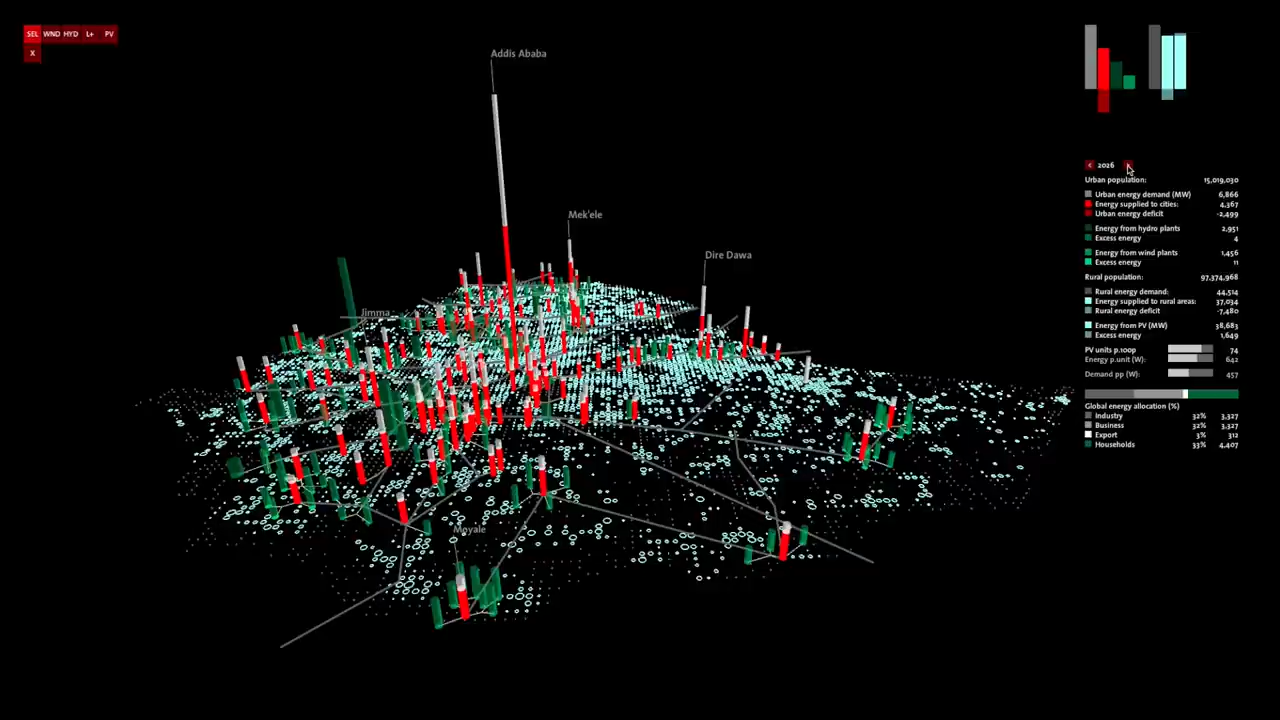 SEL WND HYD L+ PV
X
Addis Ababa
Mek'ele
Dire Dawa
Jimma
Moyale
< 2026
Urban population: 15,019,030
Urban energy demand (MW) 6,866
Energy supplied to cities: 4,367
Urban energy deficit -2,499
Energy from hydro plants 2,951
Excess energy 4
Energy from wind plants 1,456
Excess energy 11
Rural population: 97,374,968
Rural energy demand: 44,514
Energy supplied to rural areas: 37,034
Rural energy deficit -7,480
Energy from PV (MW) 38,683
Excess energy 1,649
PV units p.100p 74
Energy p.unit (W): 642
Demand pp (W): 457
Global energy allocation (%)
Industry 32% 3,327
Business 32% 3,327
Export 3% 312
Households 33% 4,407